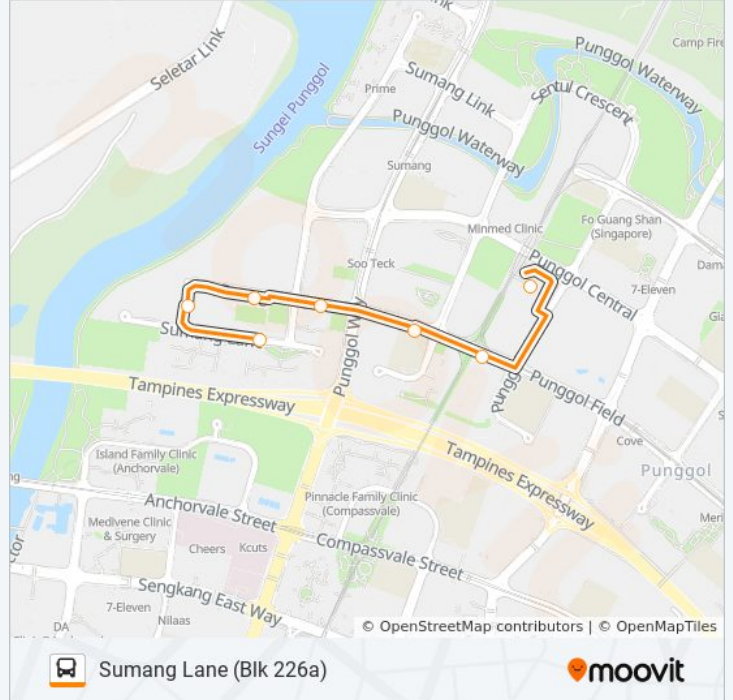 Camp Fire
Seletar Link
Punggol Waterway
Sumang Link
Prime
Sentul Crescent
Sungei Punggol
Punggol Waterway
Sumang
Minmed Clinic
Fo Guang Shan
(Singapore)
Soo Teck
Punggol Central
7-Eleven
Sumang Lane
Punggol Way
Punggol Field
Tampines Expressway
Cove
Punggol
Island Family Clinic
(Anchorvale)
Tampines Expressway
Pinnacle Family Clinic
(Compassvale)
Anchorvale Street
Medivene Clinic
& Surgery
Cheers
Kcuts
Compassvale Street
Sengkang East Way
7-Eleven
Nilaas
DA
© OpenStreetMap contributors | © OpenMapTiles
Sumang Lane (Blk 226a)
moovit